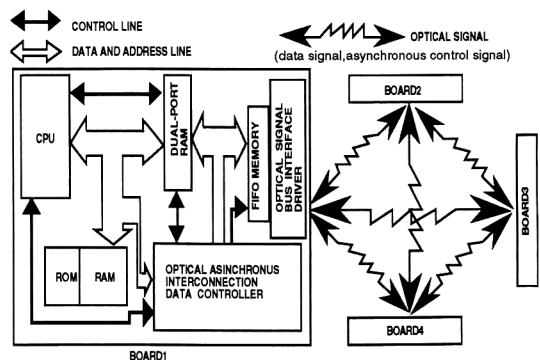 CONTROL LINE
DATA AND ADDRESS LINE
OPTICAL SIGNAL
(data signal,asynchronous control signal)
CPU
DUAL-PORT
RAM
FIFO MEMORY
OPTICAL SIGNAL
BUS INTERFACE
DRIVER
ROM
RAM
OPTICAL ASINCHRONUS
INTERCONNECTION
DATA CONTROLLER
BOARD1
BOARD2
BOARD3
BOARD4